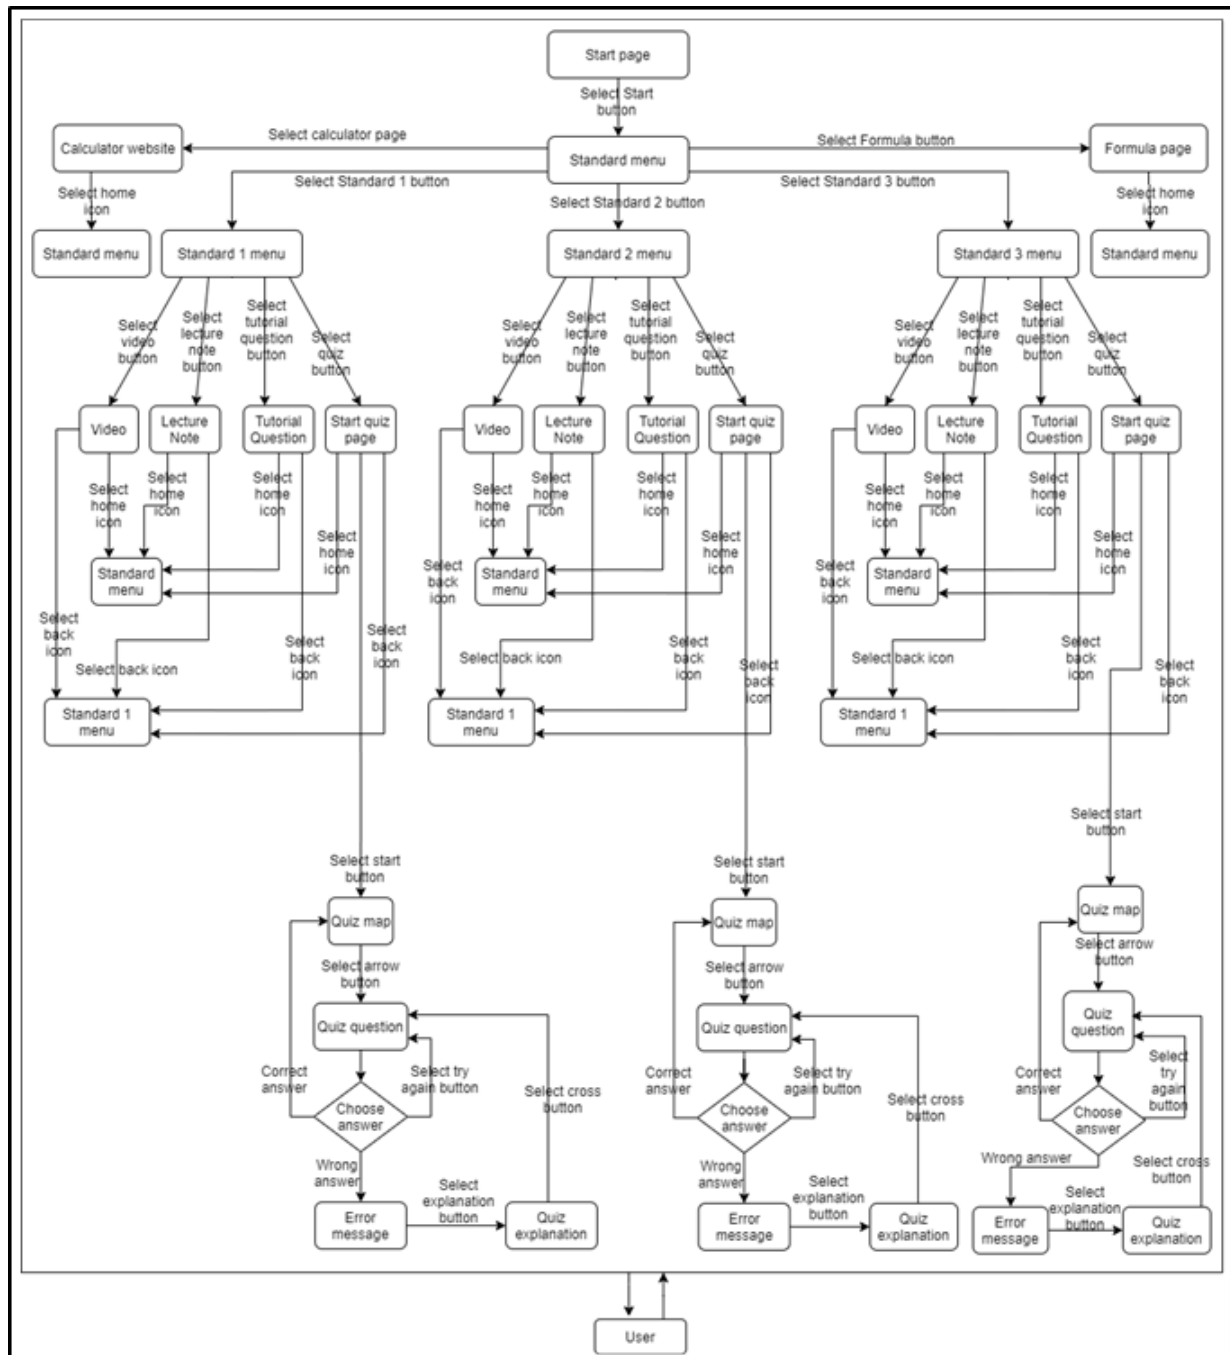 Start page
Select Start
button
Select calculator page
Select Formula button
Calculator website
Standard menu
Formula page
Select Standard 1 button
Select Standard 2 button
Select Standard 3 button
Select home
icon
Select home
icon
Standard menu
Standard 1 menu
Standard 2 menu
Standard 3 menu
Standard menu
Select
video
button
Select
lecture
note
button
Select
tutorial
question
button
Select
quiz
button
Select
video
button
Select
lecture
note
button
Select
tutorial
question
button
Select
quiz
button
Select
video
button
Select
lecture
note
button
Select
tutorial
question
button
Select
quiz
button
Video
Lecture
Note
Tutorial
Question
Start quiz
page
Video
Lecture
Note
Tutorial
Question
Start quiz
page
Video
Lecture
Note
Tutorial
Question
Start quiz
page
Select
home
icon
Select
home
icon
Select
home
icon
Select
home
icon
Select
home
icon
Select
home
icon
Select
home
icon
Select
home
icon
Select
home
icon
Select
home
icon
Select
home
icon
Select
home
icon
Standard
menu
Standard
menu
Standard
menu
Select
back
icon
Select back icon
Select
back
icon
Select
back
icon
Select
back
icon
Select back icon
Select
back
icon
Select
back
icon
Select
back
icon
Select back icon
Select
back
icon
Select
back
icon
Standard 1
menu
Standard 1
menu
Standard 1
menu
Select start
button
Select start
button
Select start
button
Quiz map
Quiz map
Quiz map
Select arrow
button
Select arrow
button
Select arrow
button
Quiz question
Quiz question
Quiz
question
Correct
answer
Select try
again button
Select cross
button
Correct
answer
Select try
again button
Select cross
button
Correct
answer
Select
try
again
button
Choose
answer
Choose
answer
Choose
answer
Wrong
answer
Select
explanation
button
Wrong
answer
Select
explanation
button
Wrong answer
Select cross
button
Select
explanation
button
Error
message
Quiz
explanation
Error
message
Quiz
explanation
Error
message
Quiz
explanation
User